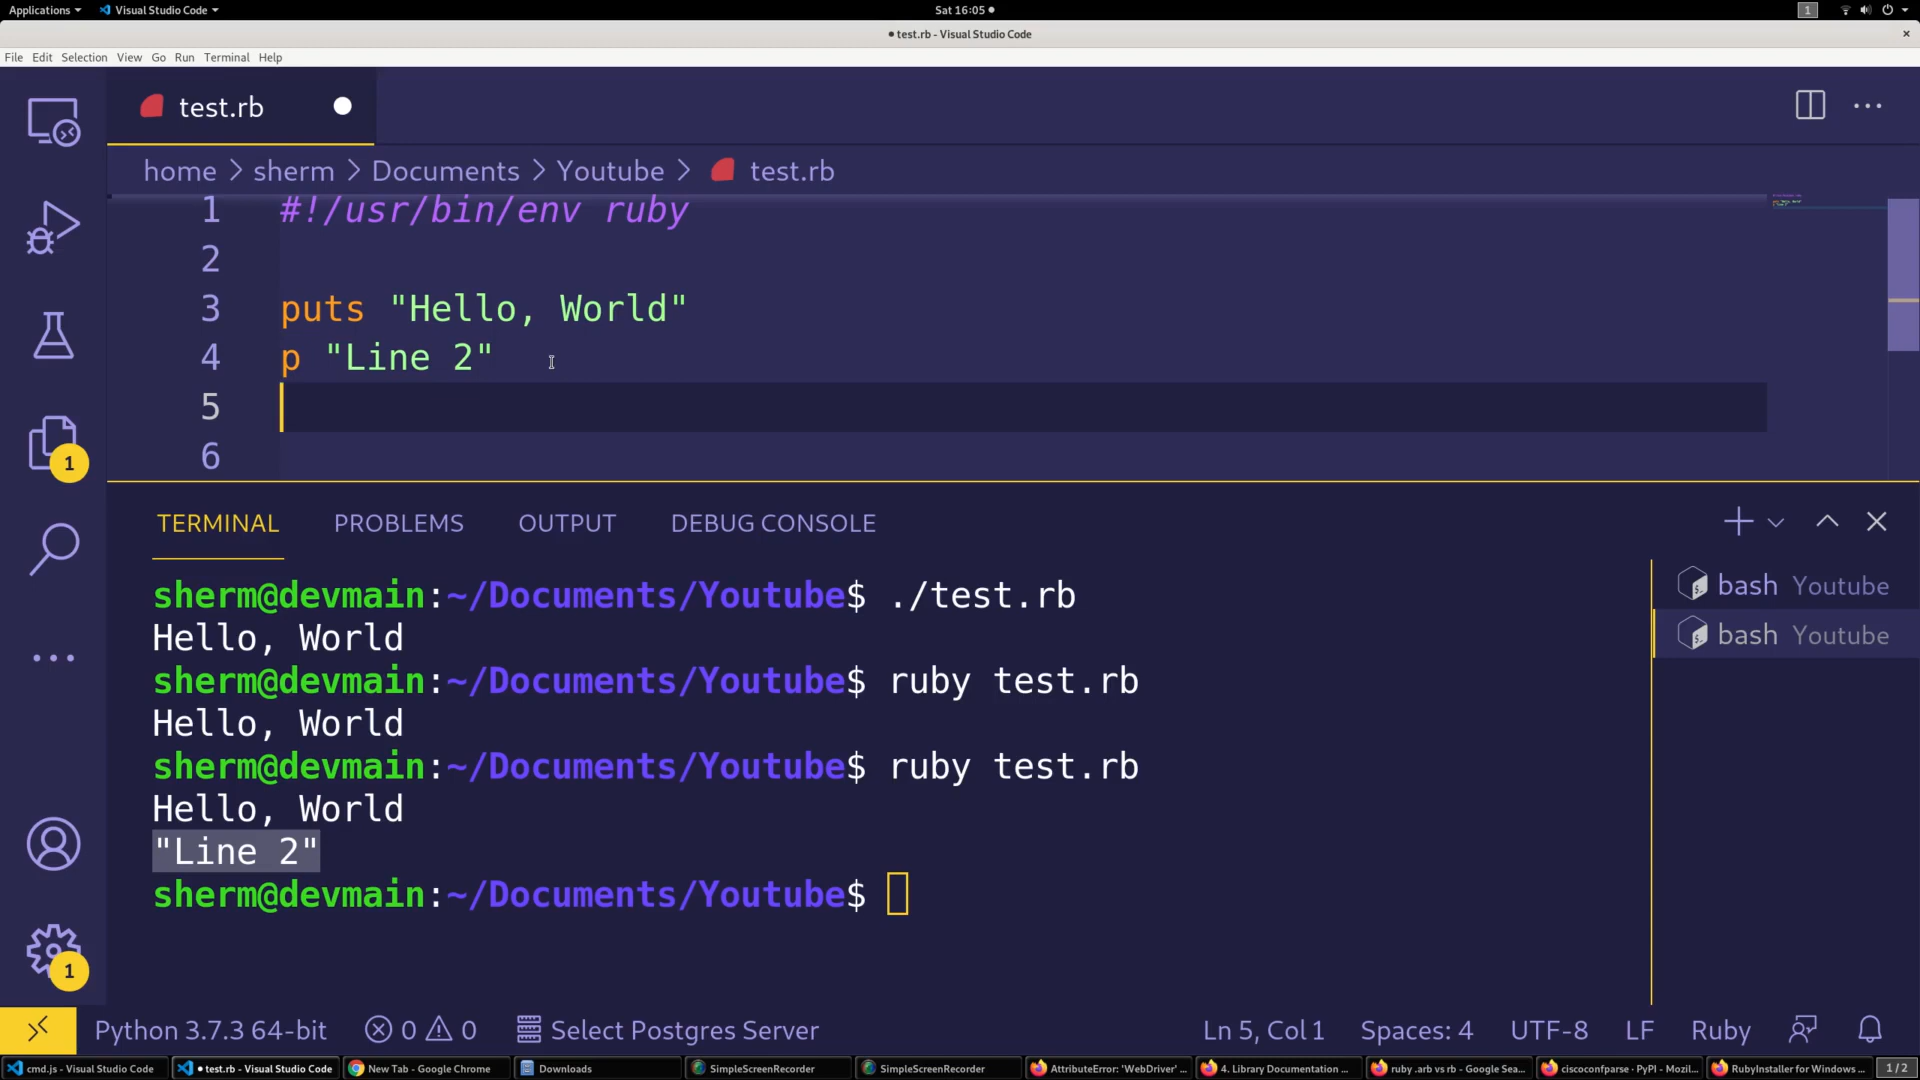 Applications Visual Studio Code Sat 16:05 1
test.rb - Visual Studio Code
File Edit Selection View Go Run Terminal Help
test.rb
home > sherm > Documents > Youtube > test.rb
1 #!/usr/bin/env ruby
2
3 puts "Hello, World"
4 p "Line 2"
5
6
1
TERMINAL PROBLEMS OUTPUT DEBUG CONSOLE
sherm@devmain:~/Documents/Youtube$ ./test.rb
Hello, World
sherm@devmain:~/Documents/Youtube$ ruby test.rb
Hello, World
sherm@devmain:~/Documents/Youtube$ ruby test.rb
Hello, World
"Line 2"
sherm@devmain:~/Documents/Youtube$
bash Youtube
bash Youtube
1
Python 3.7.3 64-bit 0 0 Select Postgres Server Ln 5, Col 1 Spaces: 4 UTF-8 LF Ruby
cmd.js - Visual Studio Code test.rb - Visual Studio Code New Tab - Google Chrome Downloads SimpleScreenRecorder SimpleScreenRecorder AttributeError: 'WebDriver' ... 4. Library Documentation ... ruby .arb vs rb - Google Sea... ciscoconfparse · PyPI - Mozil... RubyInstaller for Windows ... 1 / 2